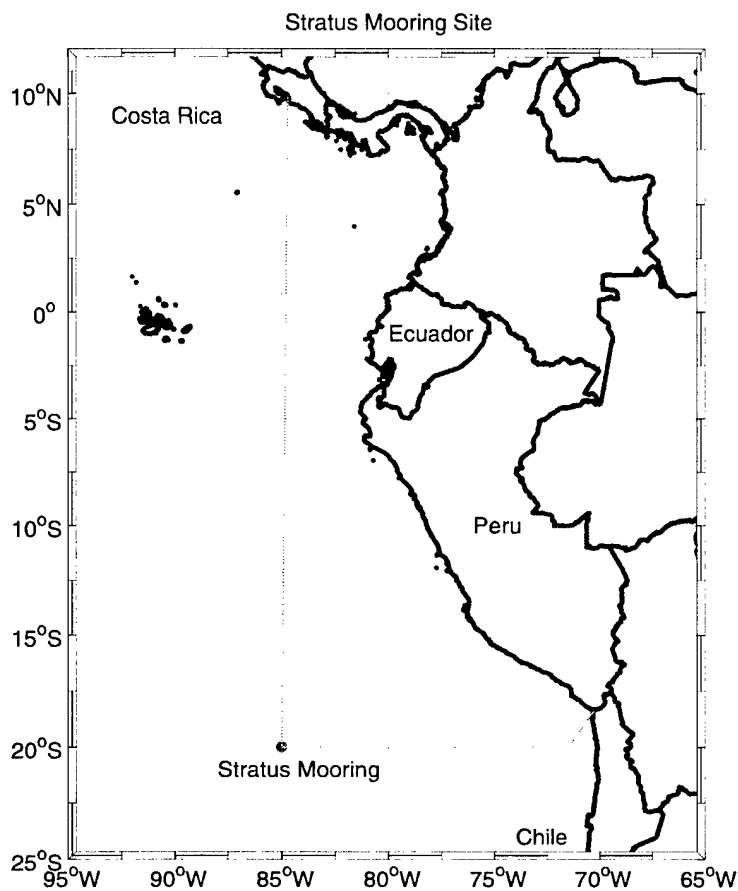 Stratus Mooring Site
10°N
Costa Rica
5°N
0°
Ecuador
5°S
10°S
Peru
15°S
20°S
Stratus Mooring
Chile
25°S
95°W 90°W 85°W 80°W 75°W 70°W 65°W